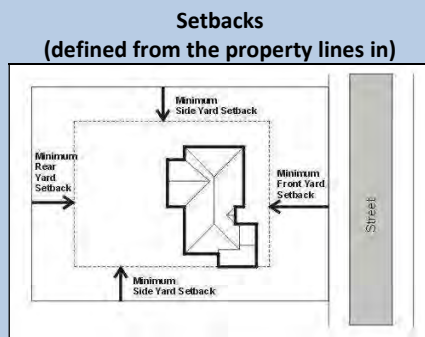 Setbacks
(defined from the property lines in)
Minimum
Side Yard Setback
Minimum
Rear
Yard
Setback
Minimum
Front Yard
Setback
Street
Minimum
Side Yard Setback